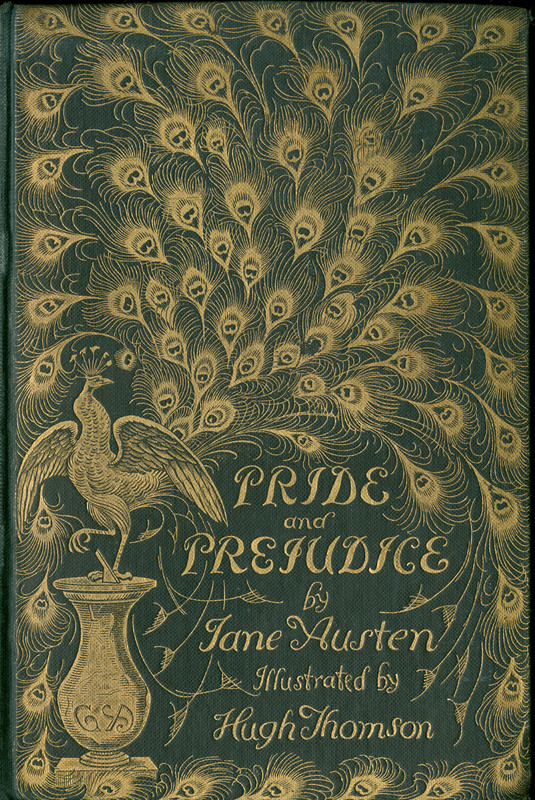 PRIDE
and
PREJUDICE
by
Jane Austen
Illustrated by
Hugh Thomson